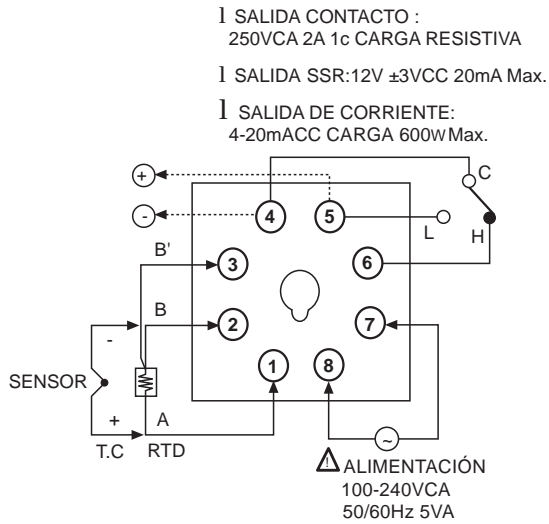 l SALIDA CONTACTO :
250VCA 2A 1c CARGA RESISTIVA
l SALIDA SSR:12V ±3VCC 20mA Max.
l SALIDA DE CORRIENTE:
4-20mACC CARGA 600W Max.
+
C
4
5
-
L
H
B'
3
6
B
2
7
-
1
8
SENSOR
+
A
~
T.C
RTD
ALIMENTACIÓN
100-240VCA
50/60Hz 5VA